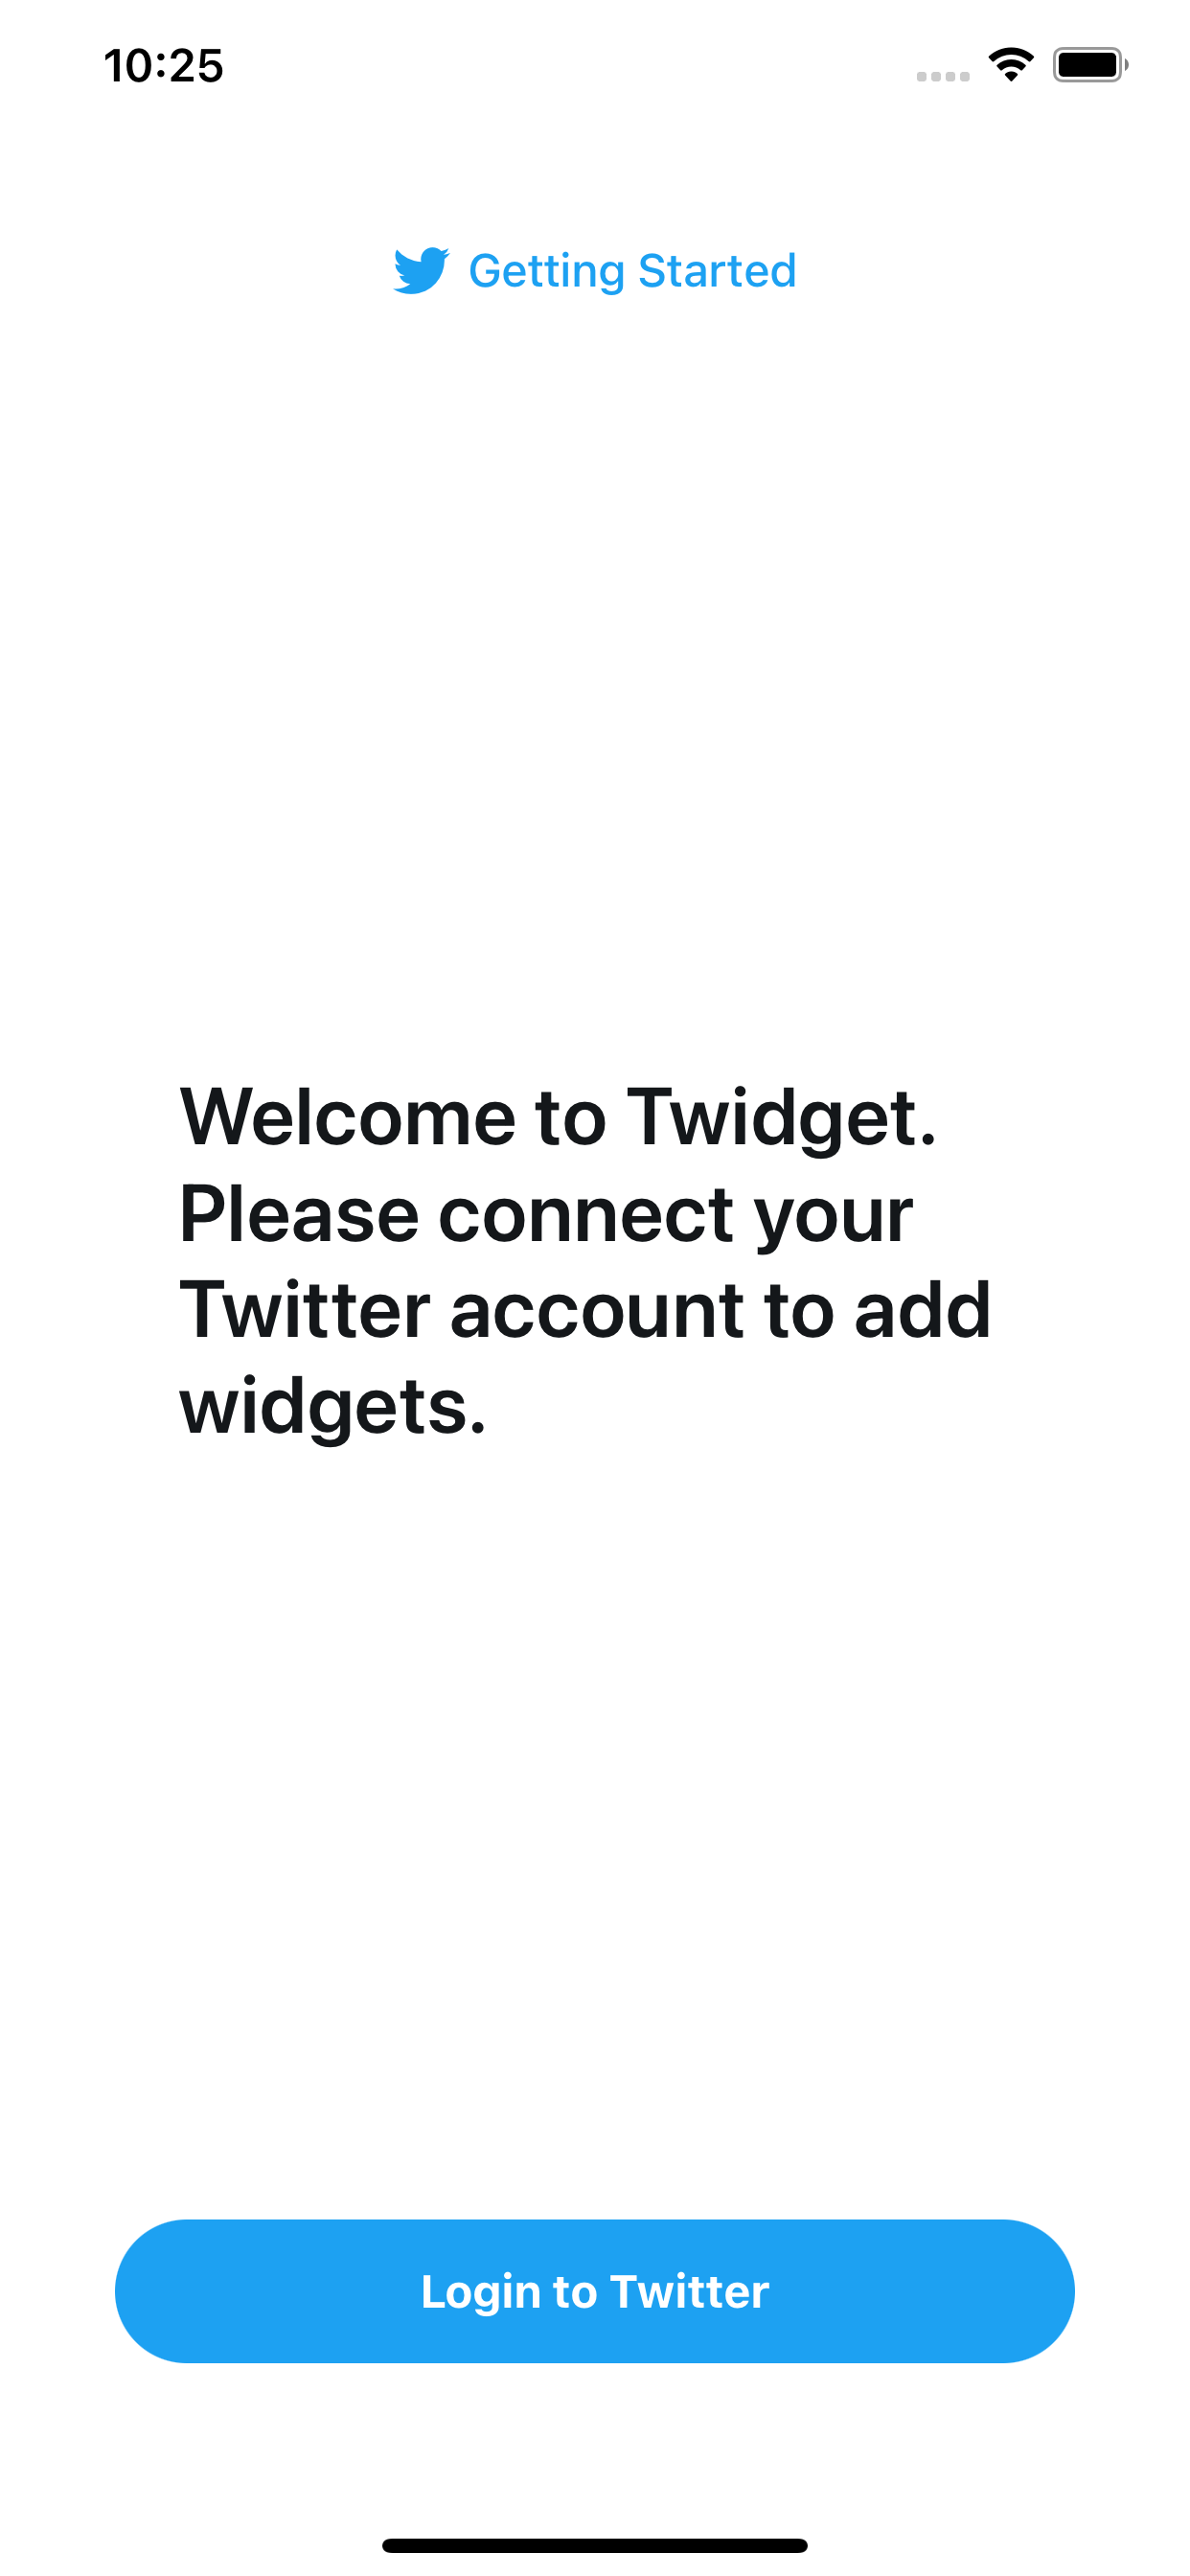 10:25
Getting Started
Welcome to Twidget.
Please connect your
Twitter account to add
widgets.
Login to Twitter